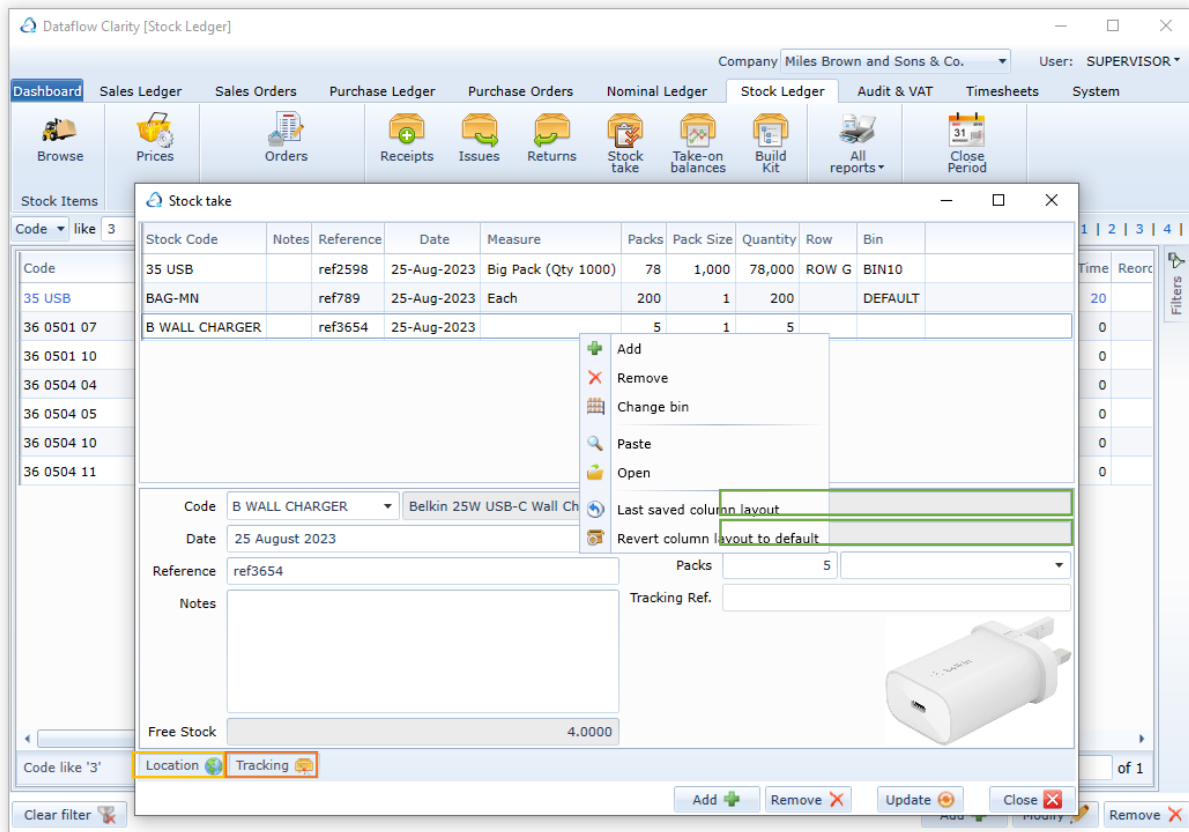 Dataflow Clarity [Stock Ledger]
Company Miles Brown and Sons & Co. User: SUPERVISOR
Dashboard Sales Ledger Sales Orders Purchase Ledger Purchase Orders Nominal Ledger Stock Ledger Audit & VAT Timesheets System
31
Browse Prices Orders Receipts Issues Returns Stock take Take-on balances Build Kit All reports Close Period
Stock Items
Code like 3
1 | 2 | 3 | 4 |
Code
Time Reorc
35 USB 20
36 0501 07 0
36 0501 10 0
36 0504 04 0
36 0504 05 0
36 0504 10 0
36 0504 11 0
Filters
Stock take
Stock Code Notes Reference Date Measure Packs Pack Size Quantity Row Bin
35 USB ref2598 25-Aug-2023 Big Pack (Qty 1000) 78 1,000 78,000 ROW G BIN10
BAG-MN ref789 25-Aug-2023 Each 200 1 200 DEFAULT
B WALL CHARGER ref3654 25-Aug-2023 5 1 5
Add
Remove
Change bin
Paste
Open
Last saved column layout
Revert column layout to default
Code B WALL CHARGER Belkin 25W USB-C Wall Ch
Date 25 August 2023
Reference ref3654
Notes
Free Stock 4.0000
Packs 5
Tracking Ref.
belkin
Location Tracking
Add Remove Update Close
Code like '3'
of 1
Clear filter
Add Modify Remove